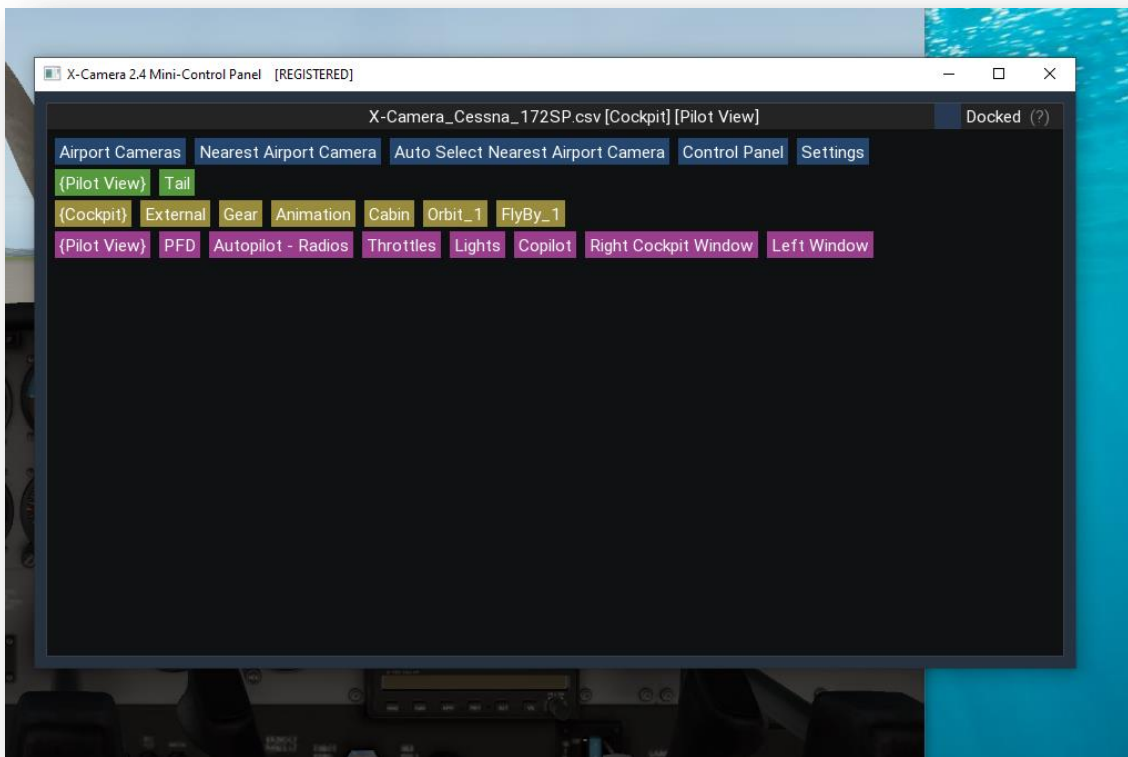 X-Camera 2.4 Mini-Control Panel [REGISTERED]
X-Camera_Cessna_172SP.csv [Cockpit] [Pilot View] Docked (?)
Airport Cameras Nearest Airport Camera Auto Select Nearest Airport Camera Control Panel Settings
{Pilot View} Tail
{Cockpit} External Gear Animation Cabin Orbit_1 FlyBy_1
{Pilot View} PFD Autopilot - Radios Throttles Lights Copilot Right Cockpit Window Left Window